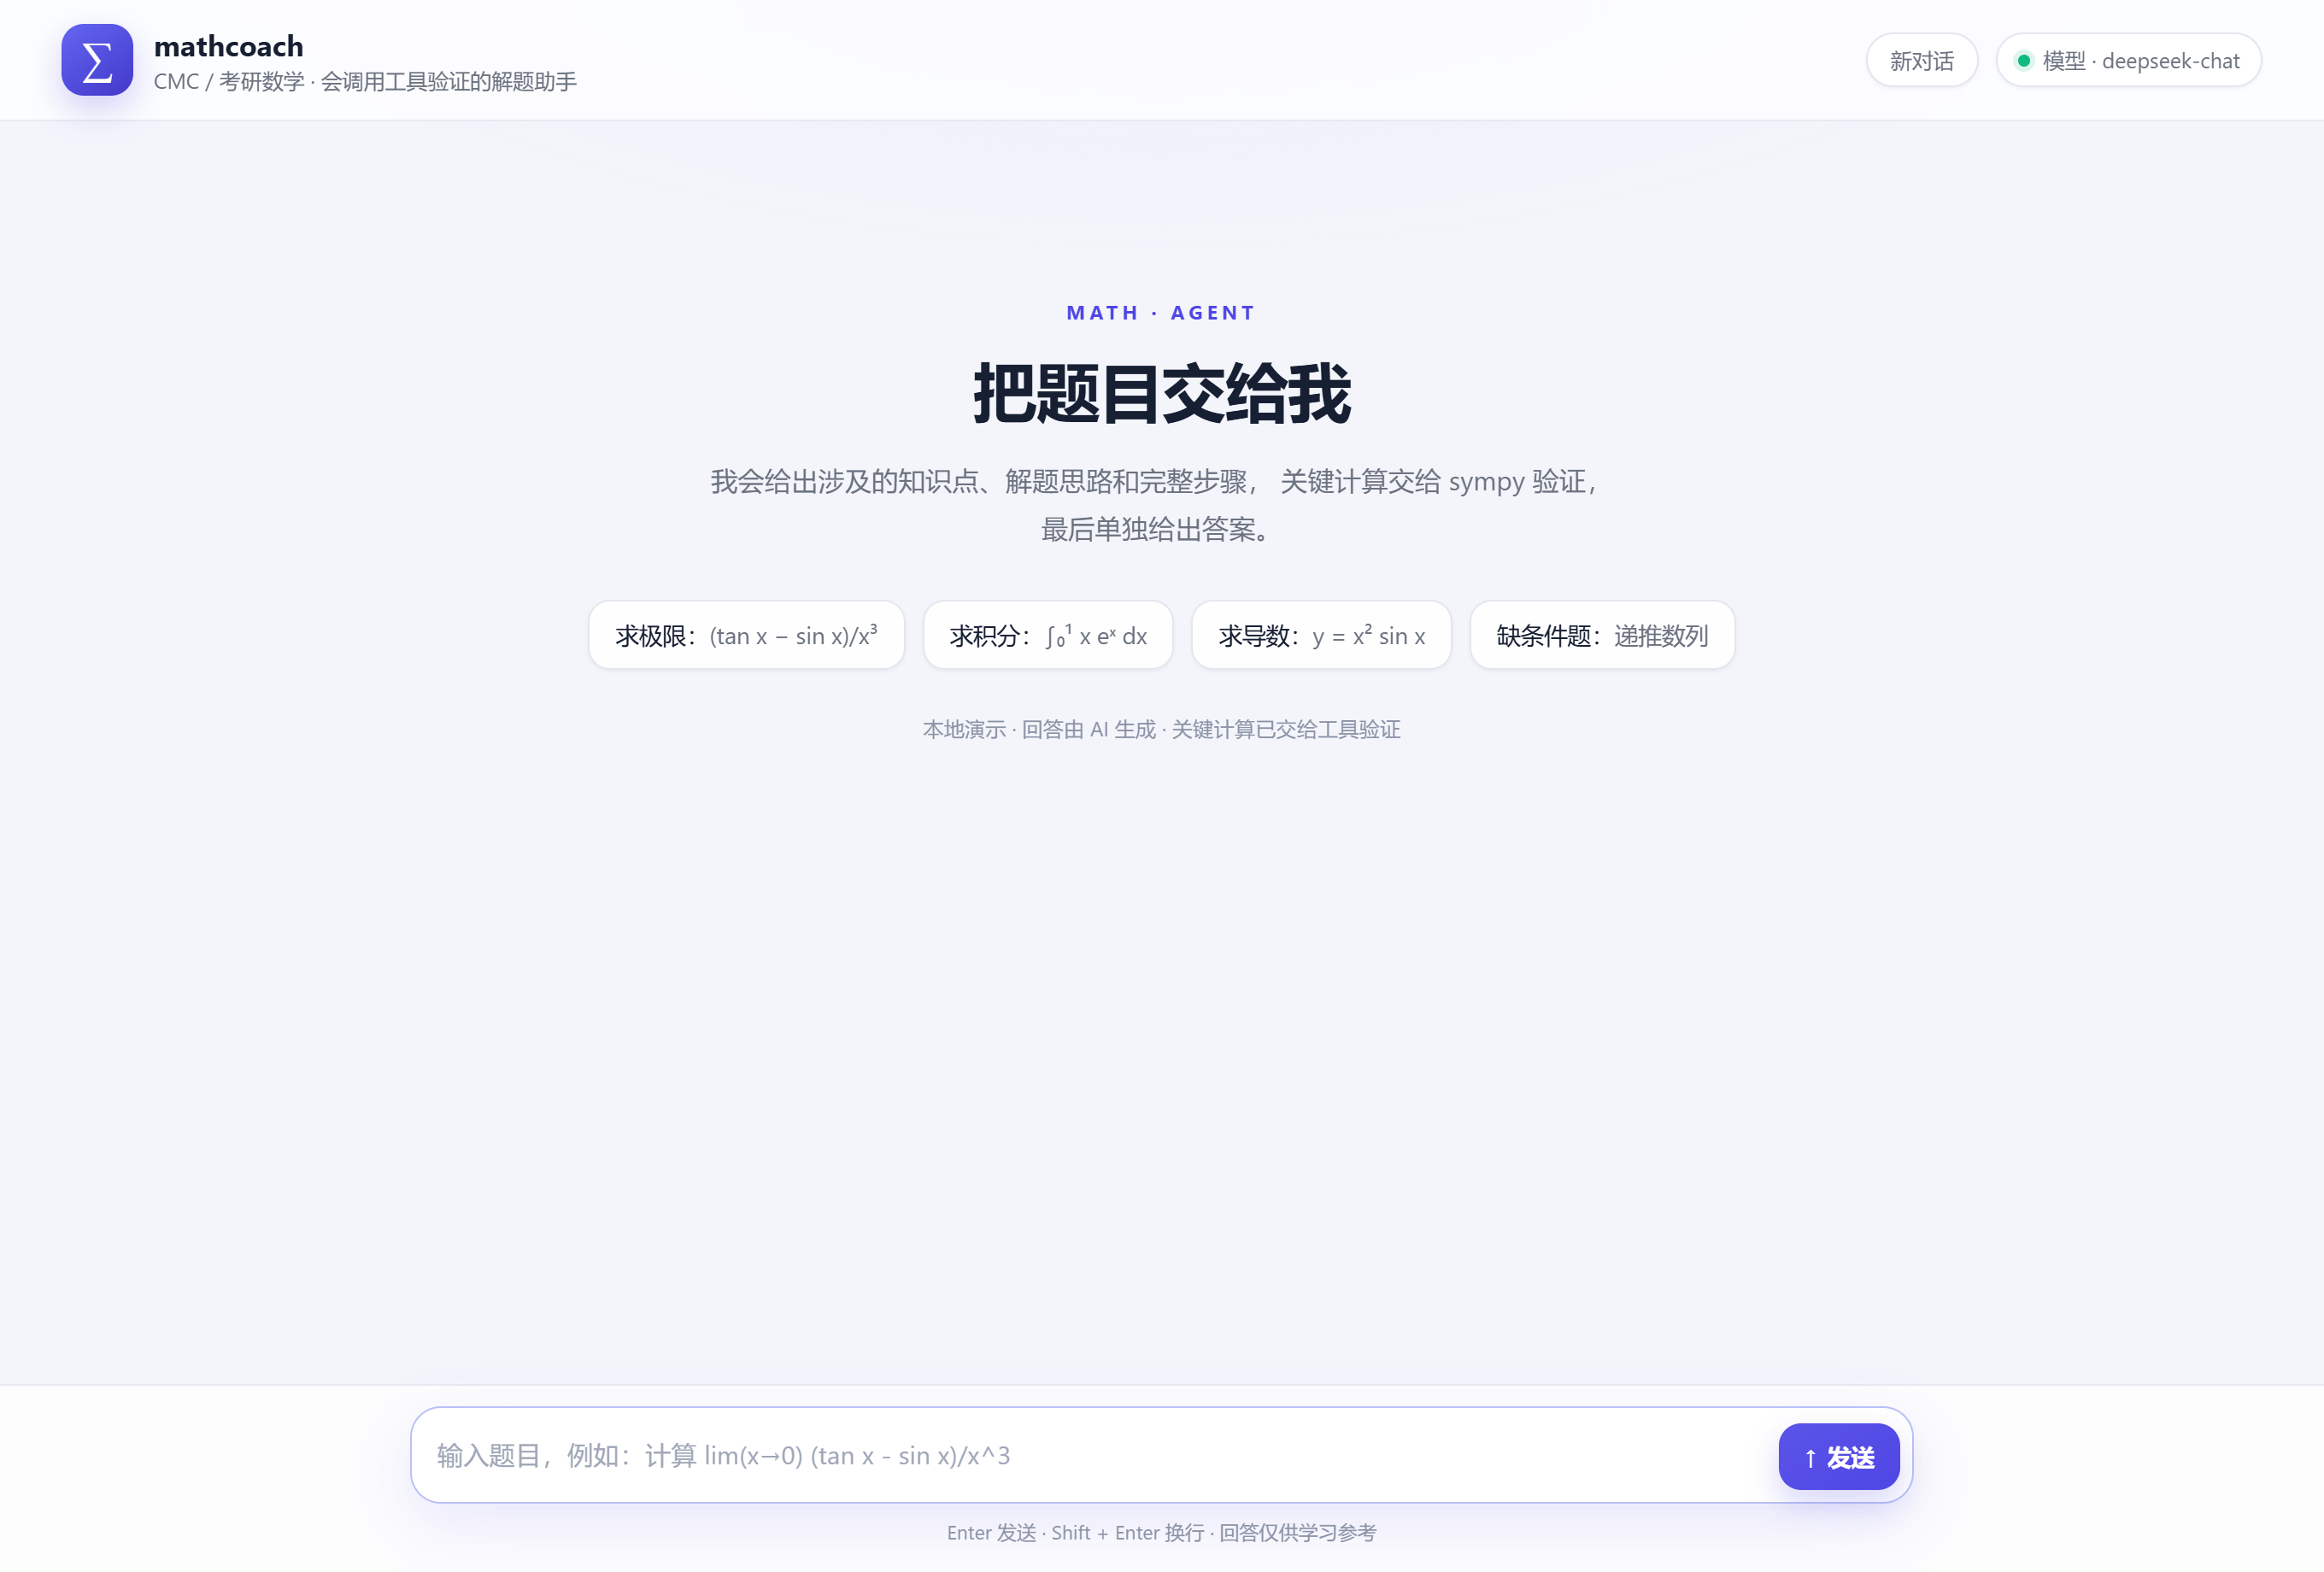 ∑
mathcoach
CMC / 考研数学 · 会调用工具验证的解题助手
新对话
模型 · deepseek-chat
MATH · AGENT
把题目交给我
我会给出涉及的知识点、解题思路和完整步骤， 关键计算交给 sympy 验证，
最后单独给出答案。
求极限：(tan x − sin x)/x³
求积分：∫₀¹ x eˣ dx
求导数：y = x² sin x
缺条件题：递推数列
本地演示 · 回答由 AI 生成 · 关键计算已交给工具验证
输入题目，例如：计算 lim(x→0) (tan x - sin x)/x^3
↑ 发送
Enter 发送 · Shift + Enter 换行 · 回答仅供学习参考